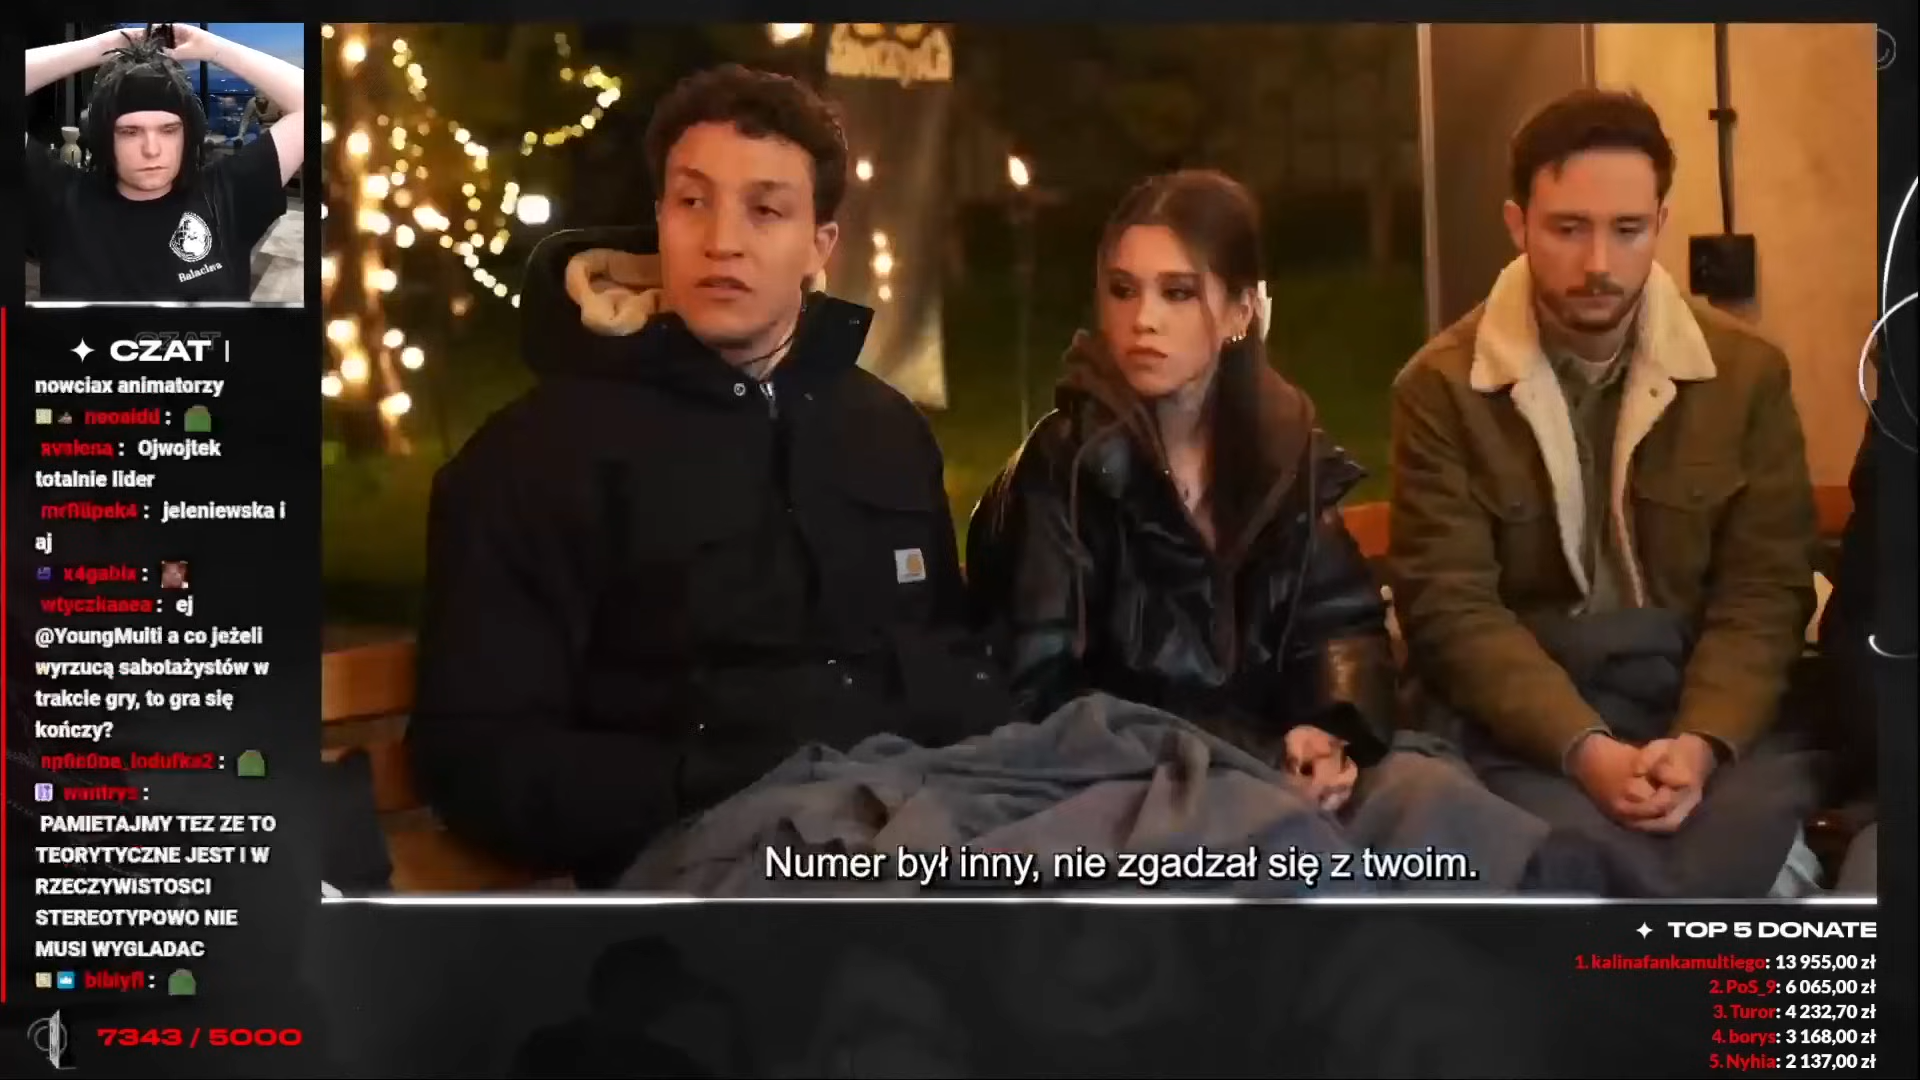 Balaclava
CZAT |
nowciax animatorzy
neoaidd :
Ojwojtek
totalnie lider
mrfilipek4 : jeleniewska i
aj
x4gabix :
wtyczkaaea : ej
@YoungMulti a co jeżeli
wyrzucą sabotażystów w
trakcie gry, to gra się
kończy?
wantrys :
PAMIETAJMY TEZ ZE TO
TEORYTYCZNE JEST I W
RZECZYWISTOSCI
STEREOTYPOWO NIE
MUSI WYGLADAC
biblyfl :
7343 / 5000
Numer był inny, nie zgadzał się z twoim.
TOP 5 DONATE
1. kalinafankamultiego: 13 955,00 zł
2. PoS_9: 6 065,00 zł
3. Turor: 4 232,70 zł
4. borys: 3 168,00 zł
5. Nyhia: 2 137,00 zł